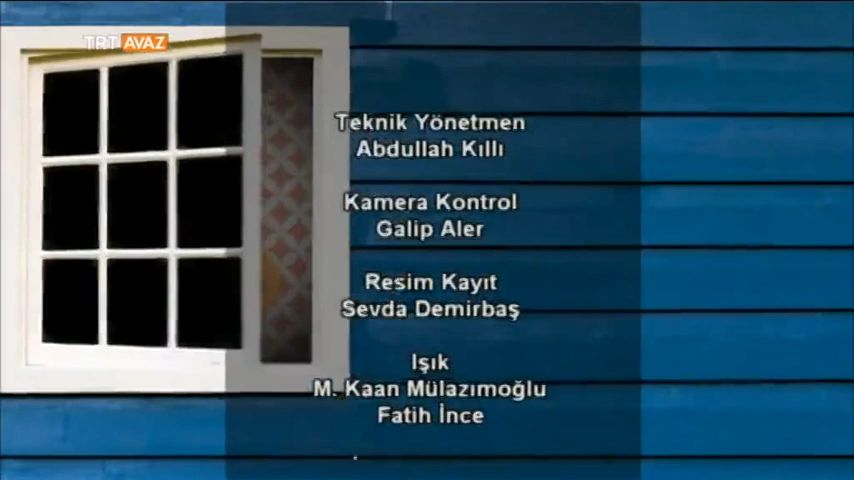 TRT AVAZ
Teknik Yönetmen
Abdullah Kıllı
Kamera Kontrol
Galip Aler
Resim Kayıt
Sevda Demirbaş
Işık
M. Kaan Mülazımoğlu
Fatih İnce